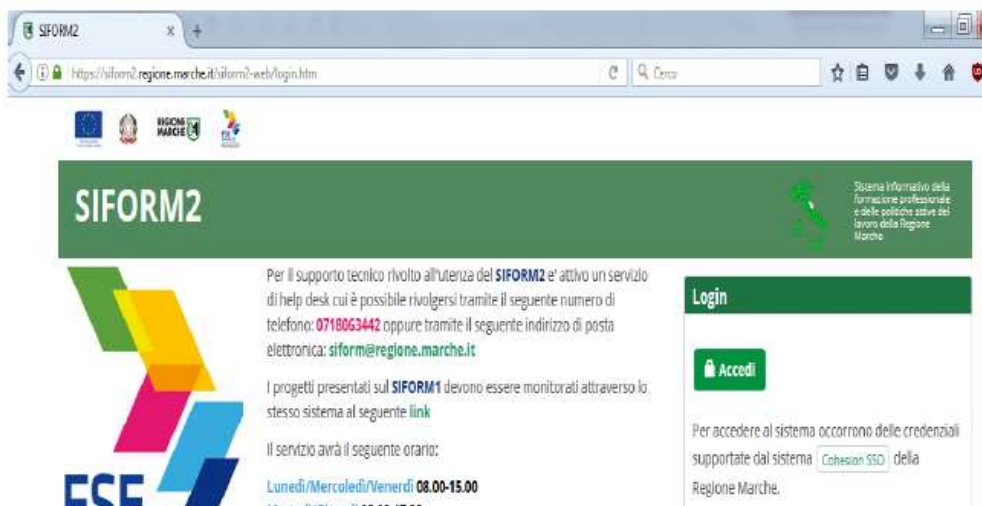 SIFORM2
https://siform2.regione.marche.it/siform2-web/login.htm
Cerca
REGIONE
MARCHE
FSE
SIFORM2
Sistema Informativo della
formazione professionale
e delle politiche attive del
lavoro della Regione
Marche
Per il supporto tecnico rivolto all'utenza del SIFORM2 e' attivo un servizio
di help desk cui è possibile rivolgersi tramite il seguente numero di
telefono: 0718063442 oppure tramite il seguente indirizzo di posta
elettronica: siform@regione.marche.it
I progetti presentati sul SIFORM1 devono essere monitorati attraverso lo
stesso sistema al seguente link
Il servizio avrà il seguente orario:
Lunedì/Mercoledì/Venerdì 08.00-15.00
FSE
Login
Accedi
Per accedere al sistema occorrono delle credenziali
supportate dal sistema Cohesion SSO della
Regione Marche.